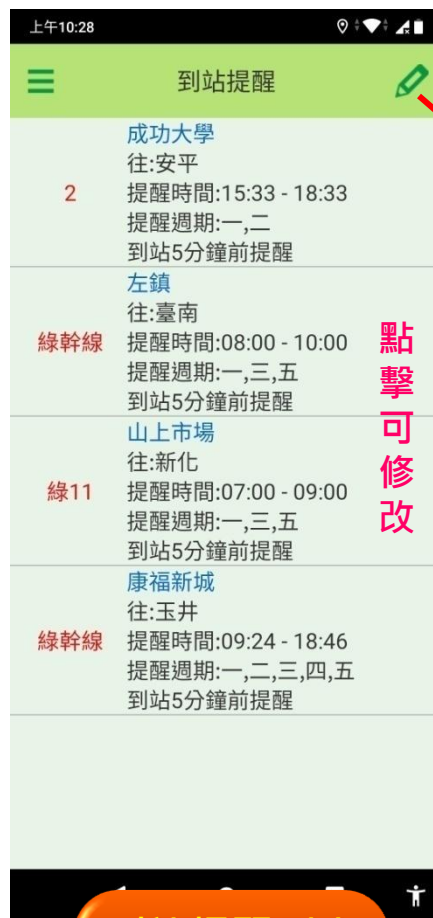 上午10:28
到站提醒
成功大學
往:安平
2
提醒時間:15:33 - 18:33
提醒週期:一,二
到站5分鐘前提醒
左鎮
往:臺南
綠幹線
提醒時間:08:00 - 10:00
提醒週期:一,三,五
到站5分鐘前提醒
山上市場
往:新化
綠11
提醒時間:07:00 - 09:00
提醒週期:一,三,五
到站5分鐘前提醒
康福新城
往:玉井
綠幹線
提醒時間:09:24 - 18:46
提醒週期:一,二,三,四,五
到站5分鐘前提醒
點擊可修改